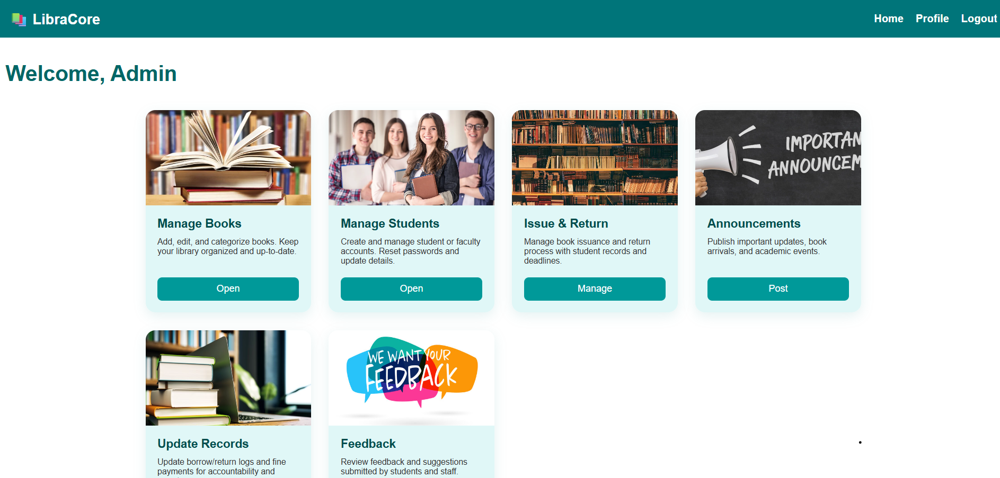 LibraCore
Home Profile Logout
Welcome, Admin
IMPORTAN
ANNOUNCEM
Manage Books
Add, edit, and categorize books. Keep
your library organized and up-to-date.
Open
Manage Students
Create and manage student or faculty
accounts. Reset passwords and
update details.
Open
Issue & Return
Manage book issuance and return
process with student records and
deadlines.
Manage
Announcements
Publish important updates, book
arrivals, and academic events.
Post
Update Records
Update borrow/return logs and fine
payments for accountability and
WE WANT YOUR
FEEDBACK
Feedback
Review feedback and suggestions
submitted by students and staff.